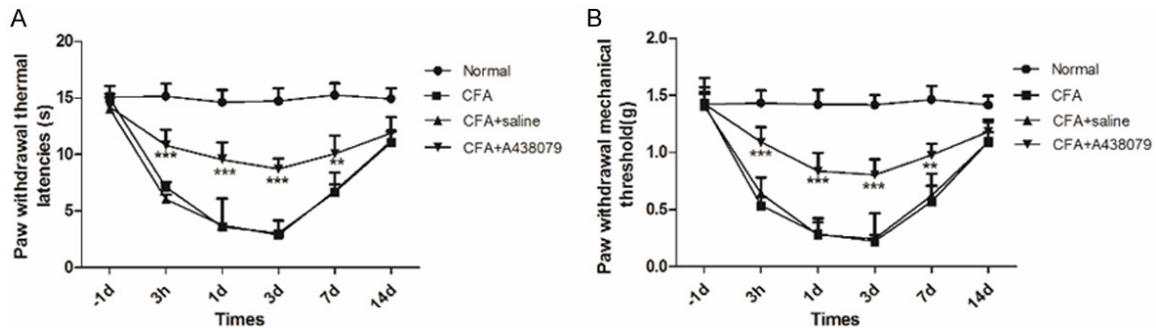 A
Paw withdrawal thermal
latencies (s)
20
15
10
5
0
***
***
***
**
-1d
3h
1d
3d
7d
14d
Times
Normal
CFA
CFA+saline
CFA+A438079
B
Paw withdrawal mechanical
threshold(g)
2.0
1.5
1.0
0.5
0.0
***
***
***
**
-1d
3h
1d
3d
7d
14d
Times
Normal
CFA
CFA+saline
CFA+A438079